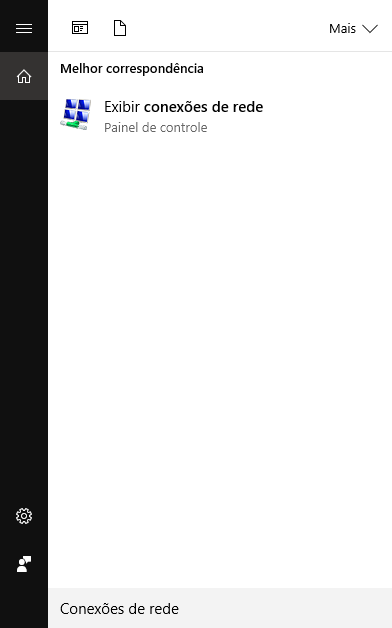 Mais
Melhor correspondência
Exibir conexões de rede
Painel de controle
Conexões de rede